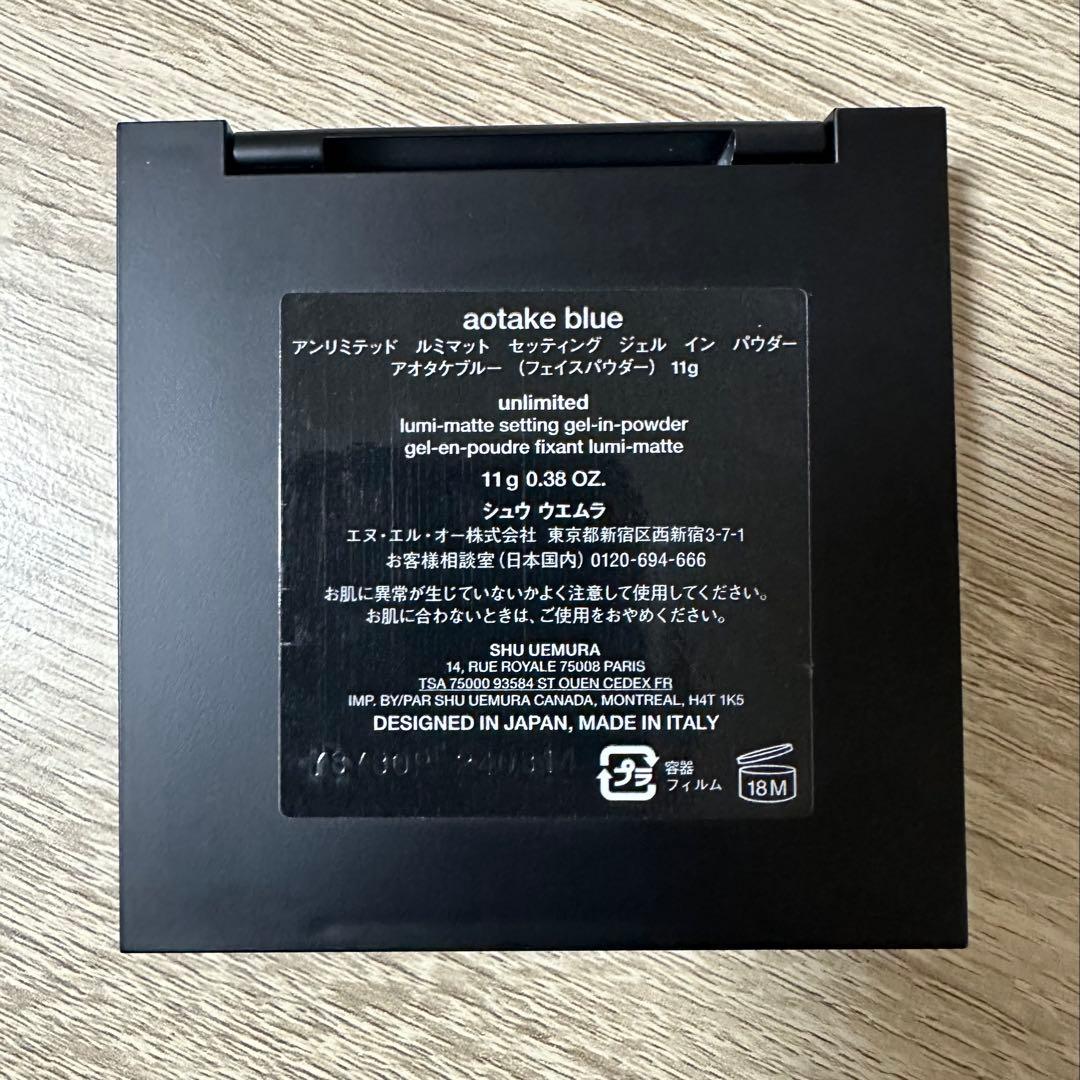 aotake blue
アンリミテッド ルミマット セッティング ジェル イン パウダー
アオタケブルー （フェイスパウダー） 11g
unlimited
lumi-matte setting gel-in-powder
gel-en-poudre fixant lumi-matte
11 g 0.38 OZ.
シュウ ウエムラ
エヌ・エル・オー株式会社 東京都新宿区西新宿3-7-1
お客様相談室（日本国内）0120-694-666
お肌に異常が生じていないかよく注意して使用してください。
お肌に合わないときは、ご使用をおやめください。
SHU UEMURA
14, RUE ROYALE 75008 PARIS
TSA 75000 93584 ST OUEN CEDEX FR
IMP. BY/PAR SHU UEMURA CANADA, MONTREAL, H4T 1K5
DESIGNED IN JAPAN, MADE IN ITALY
プラ 容器
フィルム
18M